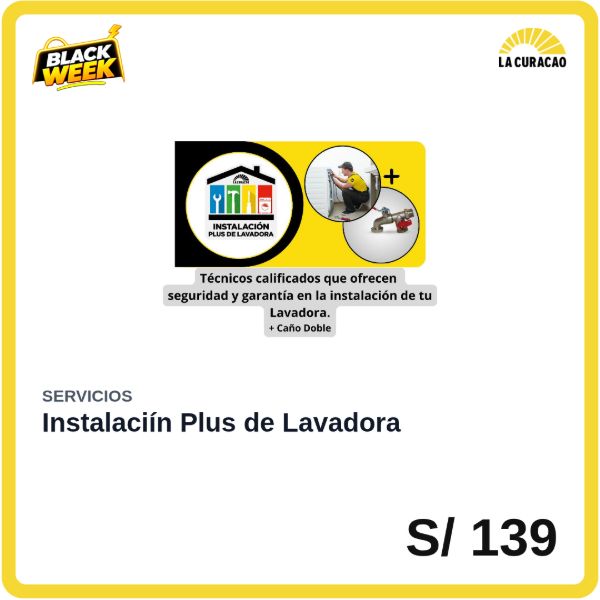 BLACK
WEEK
LA CURACAO
INSTALACIÓN
PLUS DE LAVADORA
+
Técnicos calificados que ofrecen
seguridad y garantía en la instalación de tu
Lavadora.
+ Caño Doble
SERVICIOS
Instalaciín Plus de Lavadora
S/ 139